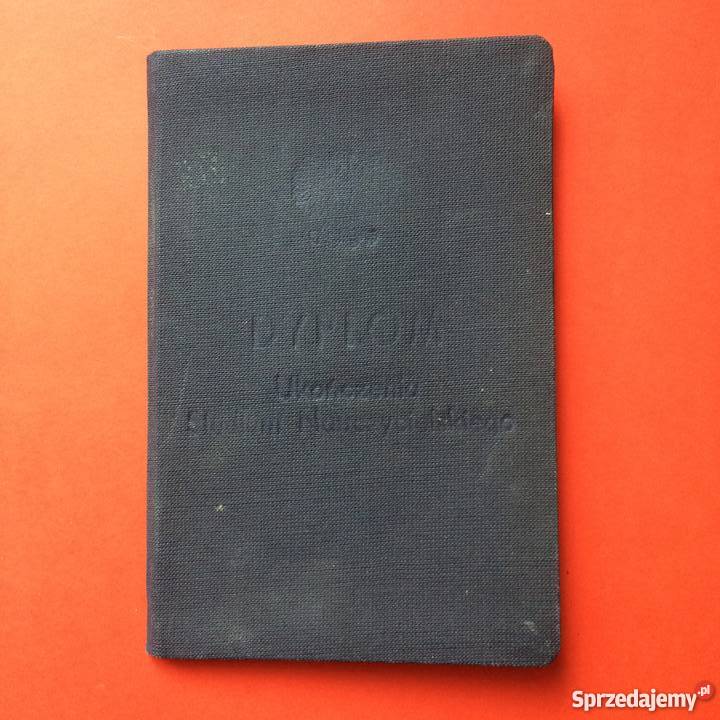 DYPLOM
Ukończenia
Studium Nauczycielskiego
Sprzedajemy.pl